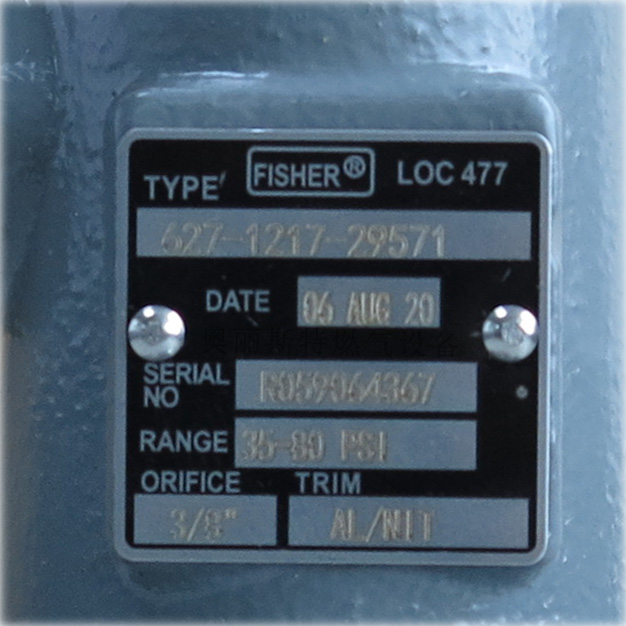 TYPE FISHER® LOC 477
627-1217-29571
DATE 06 AUG 20
SERIAL NO R059064367
RANGE 35-80 PSI
ORIFICE TRIM
3/8" AL/NIT